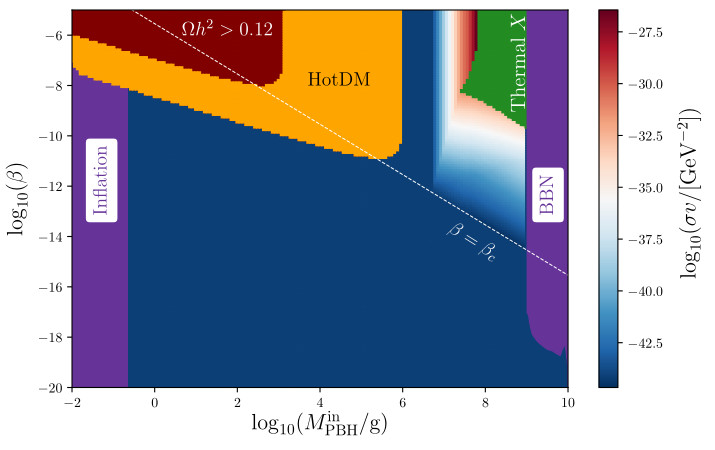 −6
−8
−10
−12
−14
−16
−18
−20
log₁₀(β)
−2
0
2
4
6
8
10
log₁₀(Mⁱⁿ_PBH/g)
Ωh² > 0.12
HotDM
Thermal X
Inflation
BBN
β = β_c
−27.5
−30.0
−32.5
−35.0
−37.5
−40.0
−42.5
log₁₀(σv/[GeV⁻²])